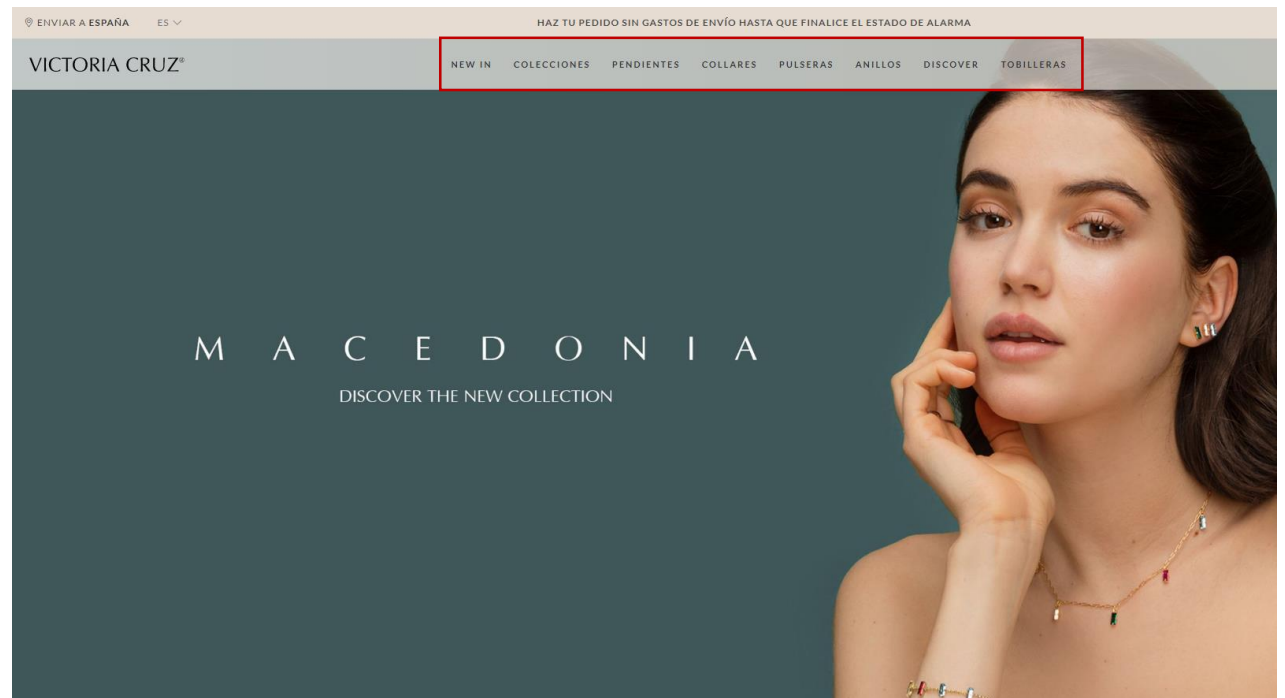 ENVIAR A ESPAÑA ES
HAZ TU PEDIDO SIN GASTOS DE ENVÍO HASTA QUE FINALICE EL ESTADO DE ALARMA
VICTORIA CRUZ®
NEW IN COLECCIONES PENDIENTES COLLARES PULSERAS ANILLOS DISCOVER TOBILLERAS
MACEDONIA
DISCOVER THE NEW COLLECTION